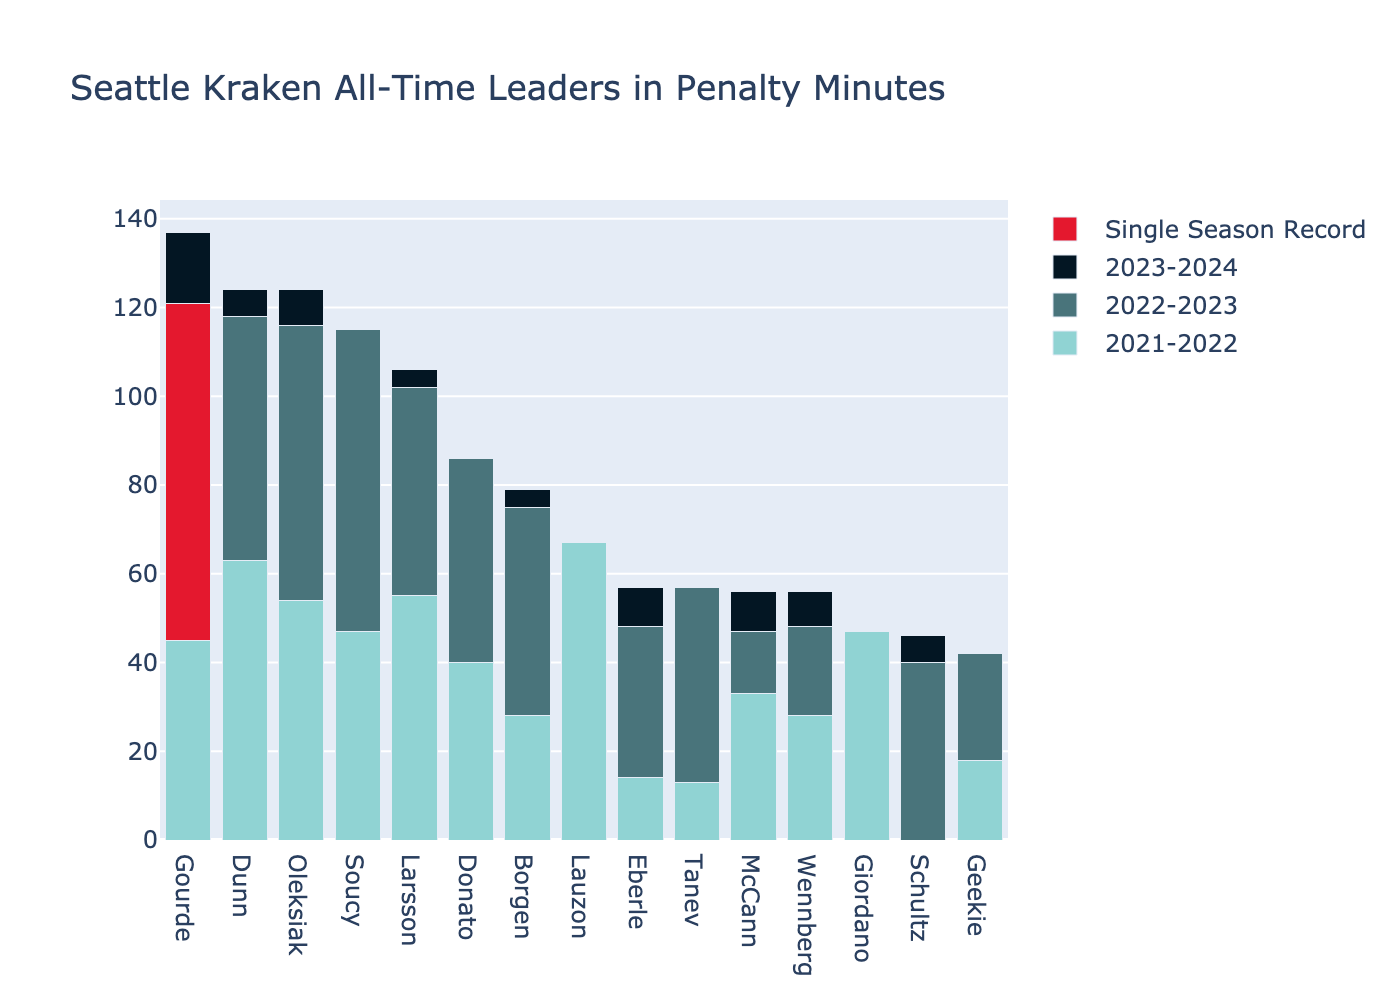 Seattle Kraken All-Time Leaders in Penalty Minutes
140
120
100
80
60
40
20
0
Gourde
Dunn
Oleksiak
Soucy
Larsson
Donato
Borgen
Lauzon
Eberle
Tanev
McCann
Wennberg
Giordano
Schultz
Geekie
Single Season Record
2023-2024
2022-2023
2021-2022